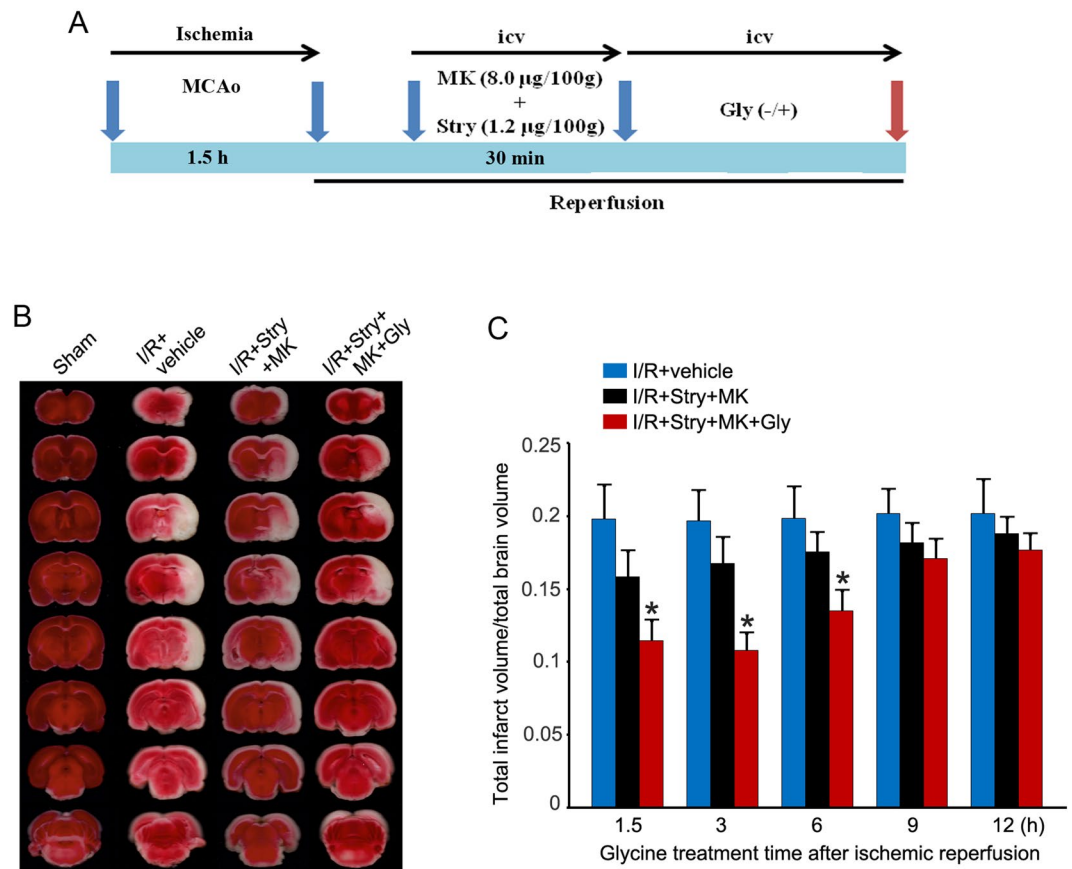 A
Ischemia
icv
icv
MCAo
MK (8.0 µg/100g)
+
Stry (1.2 µg/100g)
Gly (-/+)
1.5 h
30 min
Reperfusion
B
Sham
I/R+
vehicle
I/R+Stry
+MK
I/R+Stry+
MK+Gly
C
I/R+vehicle
I/R+Stry+MK
I/R+Stry+MK+Gly
Total infarct volume/total brain volume
0.25
0.2
0.15
0.1
0.05
0
*
*
*
1.5
3
6
9
12 (h)
Glycine treatment time after ischemic reperfusion